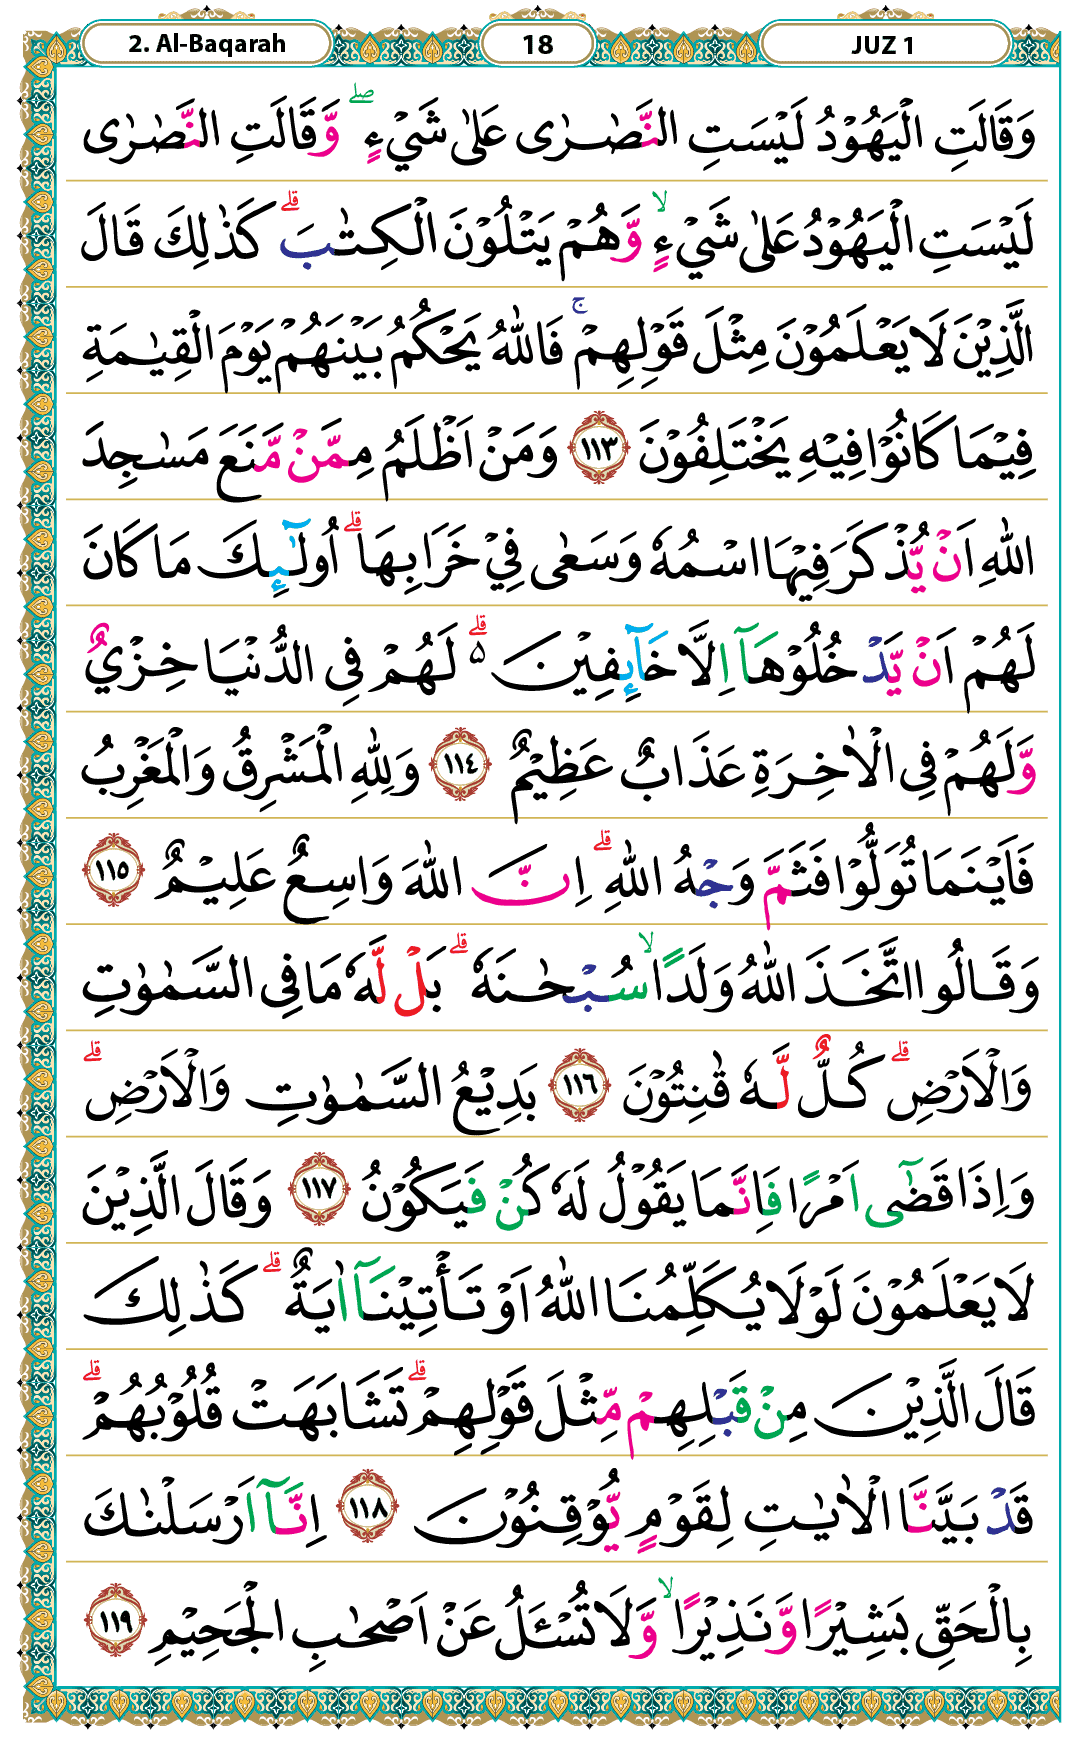 2. Al-Baqarah
18
JUZ 1
وَقَالَتِ الْيَهُوْدُ لَيْسَتِ النَّصٰرٰى عَلٰى شَيْءٍ ۖ وَّقَالَتِ النَّصٰرٰى
لَيْسَتِ الْيَهُوْدُ عَلٰى شَيْءٍ ۙ وَّهُمْ يَتْلُوْنَ الْكِتٰبَ ۗ كَذٰلِكَ قَالَ
الَّذِيْنَ لَا يَعْلَمُوْنَ مِثْلَ قَوْلِهِمْ ۚ فَاللّٰهُ يَحْكُمُ بَيْنَهُمْ يَوْمَ الْقِيٰمَةِ
فِيْمَا كَانُوْا فِيْهِ يَخْتَلِفُوْنَ ١١٣ وَمَنْ اَظْلَمُ مِمَّنْ مَّنَعَ مَسٰجِدَ
اللّٰهِ اَنْ يُّذْكَرَ فِيْهَا اسْمُهٗ وَسَعٰى فِيْ خَرَابِهَا ۗ اُولٰۤىِٕكَ مَا كَانَ
لَهُمْ اَنْ يَّدْخُلُوْهَآ اِلَّا خَاۤىِٕفِيْنَ ەۗ لَهُمْ فِى الدُّنْيَا خِزْيٌ
وَّلَهُمْ فِى الْاٰخِرَةِ عَذَابٌ عَظِيْمٌ ١١٤ وَلِلّٰهِ الْمَشْرِقُ وَالْمَغْرِبُ
فَاَيْنَمَا تُوَلُّوْا فَثَمَّ وَجْهُ اللّٰهِ ۗ اِنَّ اللّٰهَ وَاسِعٌ عَلِيْمٌ ١١٥
وَقَالُوا اتَّخَذَ اللّٰهُ وَلَدًا ۙ سُبْحٰنَهٗ ۗ بَلْ لَّهٗ مَا فِى السَّمٰوٰتِ
وَالْاَرْضِ ۗ كُلٌّ لَّهٗ قٰنِتُوْنَ ١١٦ بَدِيْعُ السَّمٰوٰتِ وَالْاَرْضِ ۗ
وَاِذَا قَضٰٓى اَمْرًا فَاِنَّمَا يَقُوْلُ لَهٗ كُنْ فَيَكُوْنُ ١١٧ وَقَالَ الَّذِيْنَ
لَا يَعْلَمُوْنَ لَوْلَا يُكَلِّمُنَا اللّٰهُ اَوْ تَأْتِيْنَآ اٰيَةٌ ۗ كَذٰلِكَ
قَالَ الَّذِيْنَ مِنْ قَبْلِهِمْ مِّثْلَ قَوْلِهِمْ ۗ تَشَابَهَتْ قُلُوْبُهُمْ ۗ
قَدْ بَيَّنَّا الْاٰيٰتِ لِقَوْمٍ يُّوْقِنُوْنَ ١١٨ اِنَّآ اَرْسَلْنٰكَ
بِالْحَقِّ بَشِيْرًا وَّنَذِيْرًا ۙ وَّلَا تُسْـَٔلُ عَنْ اَصْحٰبِ الْجَحِيْمِ ١١٩